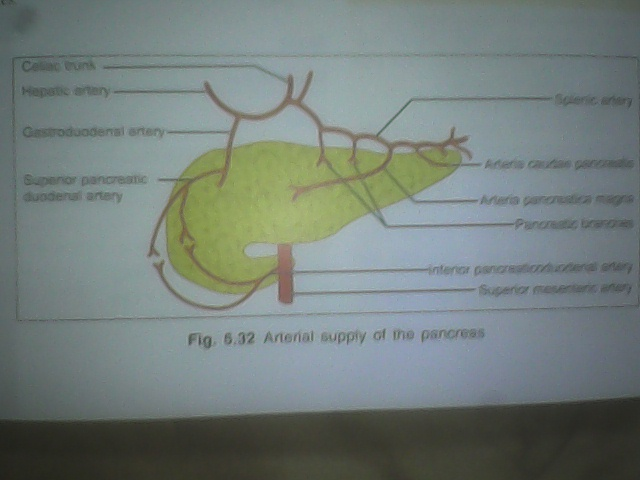 Celiac trunk
Hepatic artery
Splenic artery
Gastroduodenal artery
Arteria caudae pancreatis
Superior pancreatic
duodenal artery
Arteria pancreatica magna
Pancreatic branches
Inferior pancreaticoduodenal artery
Superior mesenteric artery
Fig. 5.32 Arterial supply of the pancreas